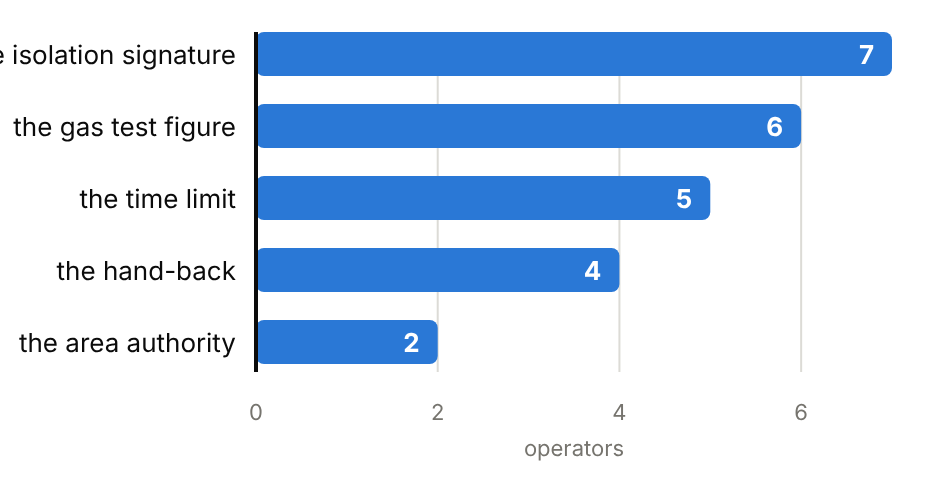 isolation signature 7
the gas test figure 6
the time limit 5
the hand-back 4
the area authority 2
0 2 4 6
operators